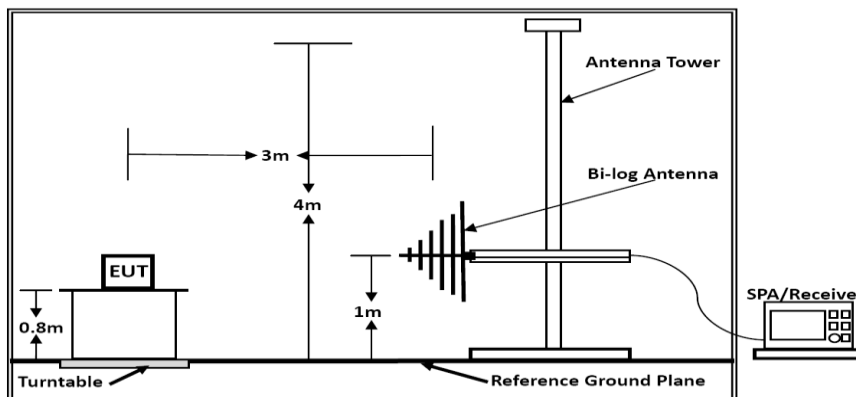 Antenna Tower
3m
Bi-log Antenna
4m
EUT
1m
0.8m
SPA/Receive
Turntable
Reference Ground Plane